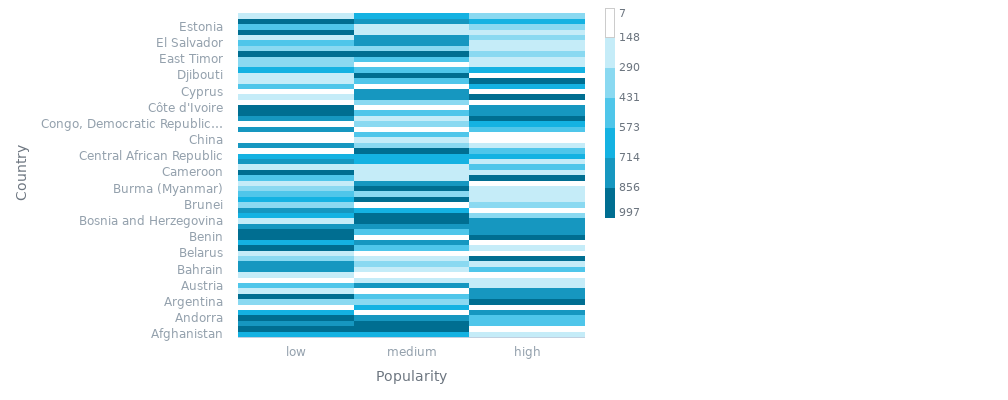 Estonia
El Salvador
East Timor
Djibouti
Cyprus
Côte d'Ivoire
Congo, Democratic Republic...
China
Central African Republic
Cameroon
Burma (Myanmar)
Brunei
Bosnia and Herzegovina
Benin
Belarus
Bahrain
Austria
Argentina
Andorra
Afghanistan
Country
low medium high
Popularity
7
148
290
431
573
714
856
997